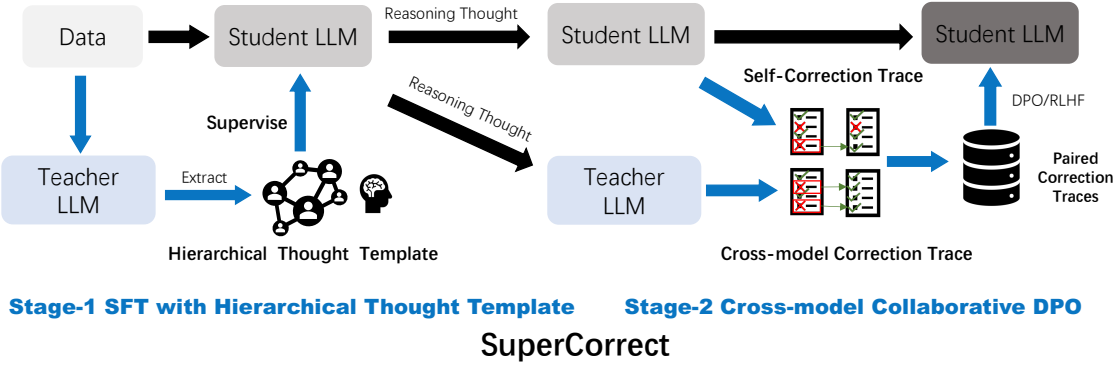 Data
Student LLM
Reasoning Thought
Student LLM
Student LLM
Reasoning Thought
Self-Correction Trace
DPO/RLHF
Supervise
Teacher
LLM
Extract
Teacher
LLM
Paired
Correction
Traces
Hierarchical Thought Template
Cross-model Correction Trace
Stage-1 SFT with Hierarchical Thought Template
Stage-2 Cross-model Collaborative DPO
SuperCorrect